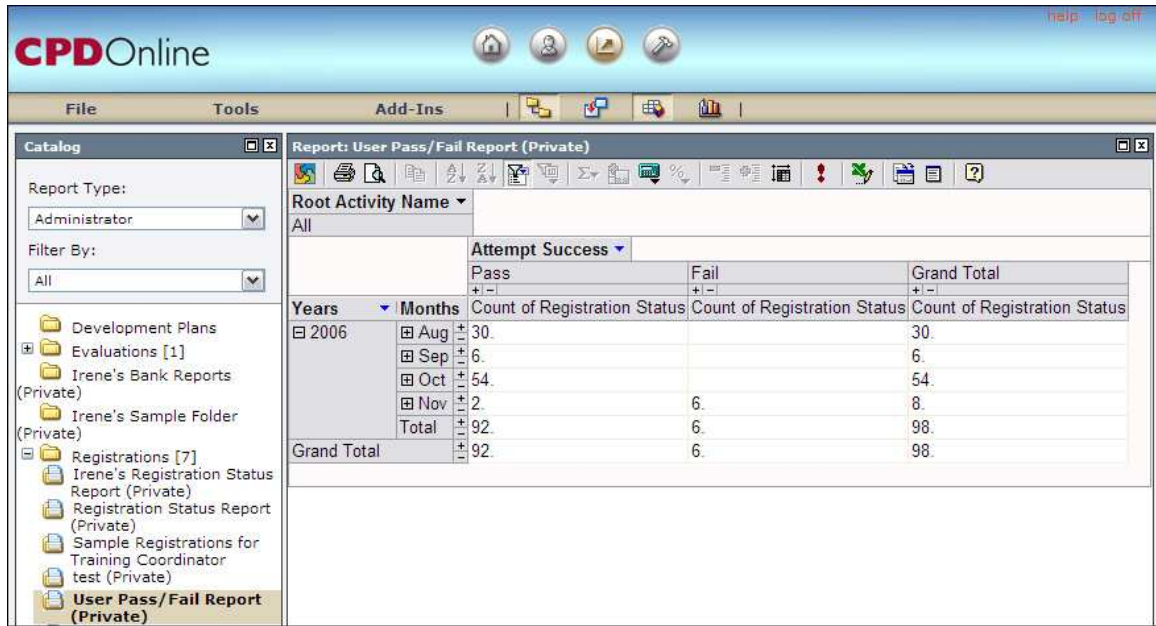 help log off
CPDOnline
File Tools Add-Ins | |
Catalog
Report Type:
Administrator
Filter By:
All
Development Plans
Evaluations [1]
Irene's Bank Reports
(Private)
Irene's Sample Folder
(Private)
Registrations [7]
Irene's Registration Status
Report (Private)
Registration Status Report
(Private)
Sample Registrations for
Training Coordinator
test (Private)
User Pass/Fail Report
(Private)
Report: User Pass/Fail Report (Private)
Root Activity Name
All
Attempt Success
Pass Fail Grand Total
Years Months Count of Registration Status Count of Registration Status Count of Registration Status
2006 Aug 30. 30.
Sep 6. 6.
Oct 54. 54.
Nov 2. 6. 8.
Total 92. 6. 98.
Grand Total 92. 6. 98.